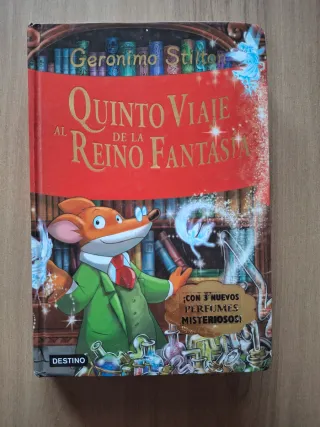 Geronimo Stilton
QUINTO VIAJE
AL DE LA
REINO FANTASÍA
¡CON 3 NUEVOS
PERFUMES
MISTERIOSOS!
DESTINO